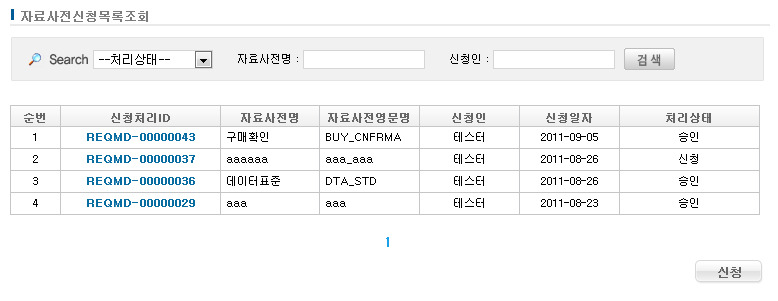 자료사전신청목록조회
Search --처리상태-- 자료사전명 : 신청인 : 검색
순번 신청처리ID 자료사전명 자료사전영문명 신청인 신청일자 처리상태
1 REQMD-00000043 구매확인 BUY_CNFRMA 테스터 2011-09-05 승인
2 REQMD-00000037 aaaaaa aaa_aaa 테스터 2011-08-26 신청
3 REQMD-00000036 데이터표준 DTA_STD 테스터 2011-08-26 승인
4 REQMD-00000029 aaa aaa 테스터 2011-08-23 승인
1
신청